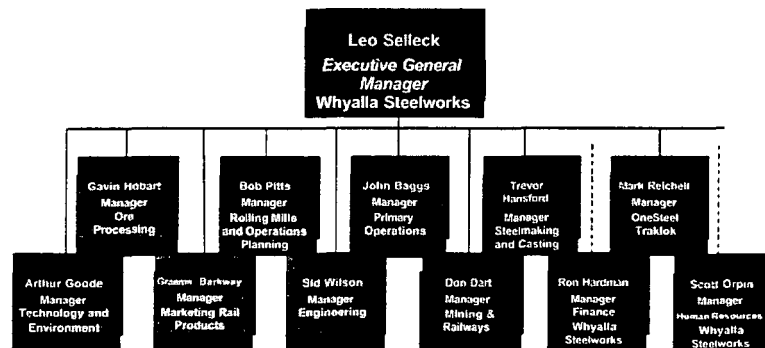 Leo Selleck
Executive General
Manager
Whyalla Steelworks
Gavin Hobart
Manager
Ore
Processing
Bob Pitts
Manager
Rolling Mills
and Operations
Planning
John Baggs
Manager
Primary
Operations
Trevor
Hansford
Manager
Steelmaking
and Casting
Mark Reichelt
Manager
OneSteel
Traklok
Arthur Goode
Manager
Technology and
Environment
Graeme Barkway
Manager
Marketing Rail
Products
Sid Wilson
Manager
Engineering
Don Dart
Manager
Mining &
Railways
Ron Hardman
Manager
Finance
Whyalla
Steelworks
Scott Orpin
Manager
Human Resources
Whyalla
Steelworks